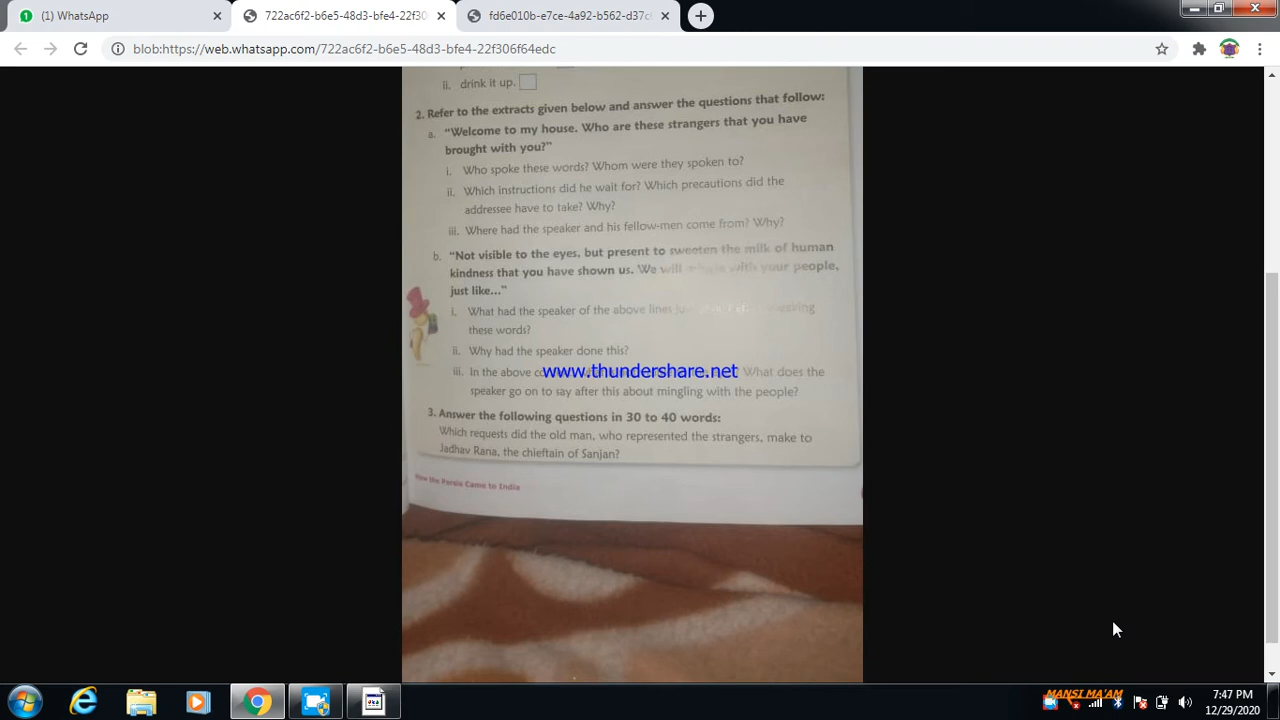 (1) WhatsApp
722ac6f2-b6e5-48d3-bfe4-22f30
fd6e010b-e7ce-4a92-b562-d37c
blob:https://web.whatsapp.com/722ac6f2-b6e5-48d3-bfe4-22f306f64edc
ii. drink it up.
2. Refer to the extracts given below and answer the questions that follow:
a. "Welcome to my house. Who are these strangers that you have
brought with you?"
i. Who spoke these words? Whom were they spoken to?
ii. Which instructions did he wait for? Which precautions did the
addressee have to take? Why?
iii. Where had the speaker and his fellow-men come from? Why?
b. "Not visible to the eyes, but present to sweeten the milk of human
kindness that you have shown us. We will mingle with your people,
just like..."
i. What had the speaker of the above lines
these words?
ii. Why had the speaker done this?
iii. In the above What does the
www.thundershare.net
speaker go on to say after this about mingling with the people?
3. Answer the following questions in 30 to 40 words:
Which requests did the old man, who represented the strangers, make to
Jadhav Rana, the chieftain of Sanjan?
How the Parsis Came to India
MANSI MA'AM
7:47 PM
12/29/2020